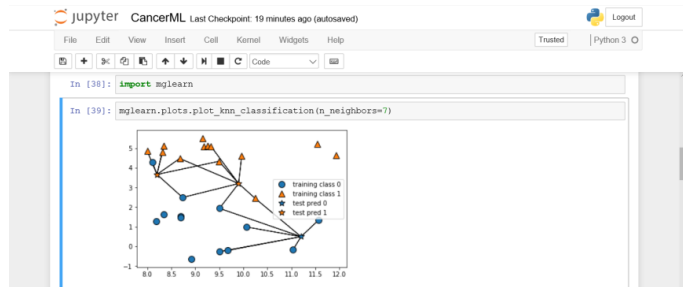 jupyter CancerML Last Checkpoint: 19 minutes ago (autosaved)
Logout
File Edit View Insert Cell Kernel Widgets Help
Trusted
Python 3
Code
In [38]: import mglearn
In [39]: mglearn.plots.plot_knn_classification(n_neighbors=7)
5
4
3
2
1
0
−1
training class 0
training class 1
test pred 0
test pred 1
8.0 8.5 9.0 9.5 10.0 10.5 11.0 11.5 12.0